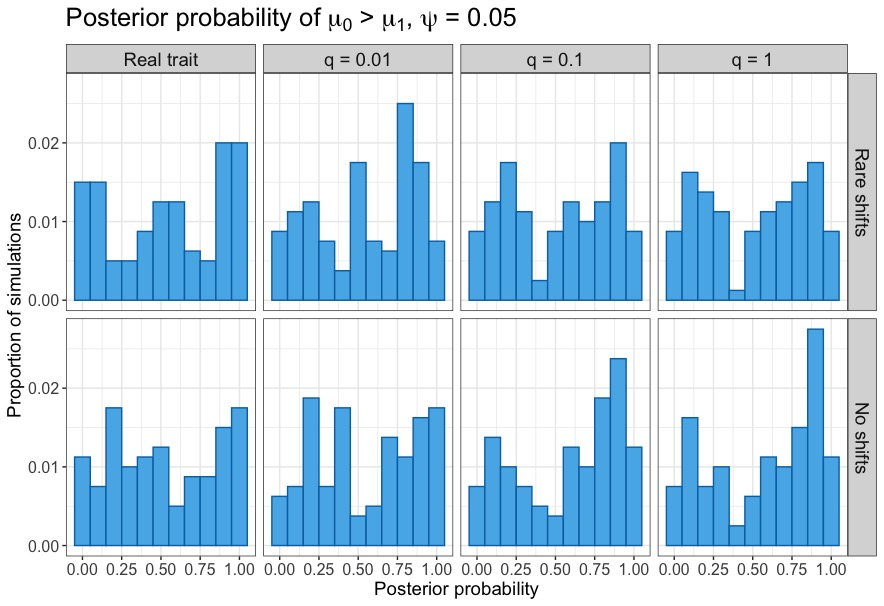 Posterior probability of μ₀ > μ₁, ψ = 0.05
Real trait
q = 0.01
q = 0.1
q = 1
Proportion of simulations
0.02
0.01
0.00
Rare shifts
0.02
0.01
0.00
No shifts
0.00 0.25 0.50 0.75 1.00
0.00 0.25 0.50 0.75 1.00
0.00 0.25 0.50 0.75 1.00
0.00 0.25 0.50 0.75 1.00
Posterior probability